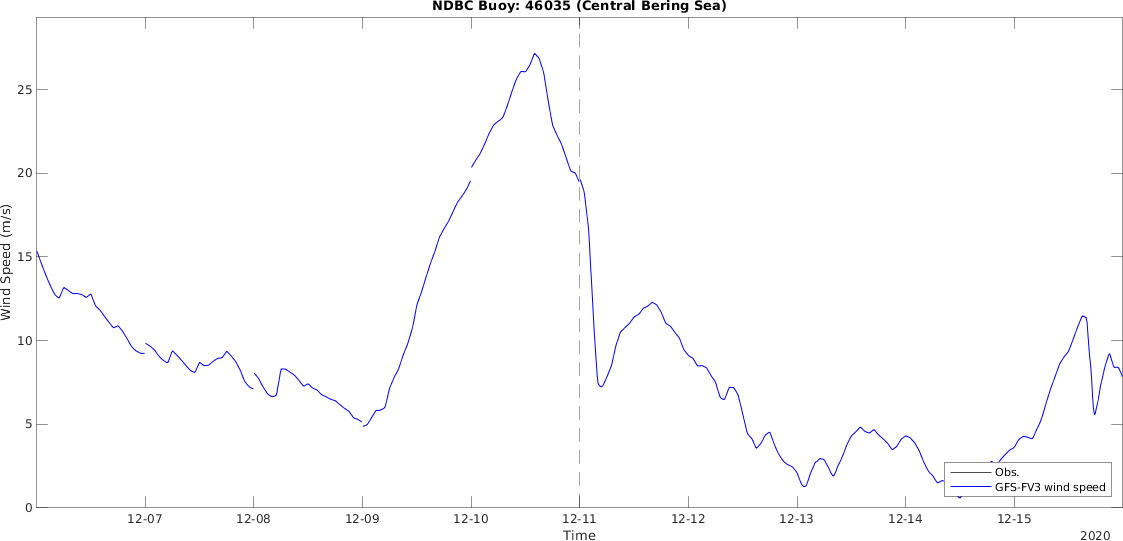 NDBC Buoy: 46035 (Central Bering Sea)
Wind Speed (m/s)
25
20
15
10
5
0
12-07 12-08 12-09 12-10 12-11 12-12 12-13 12-14 12-15
Time
2020
Obs.
GFS-FV3 wind speed